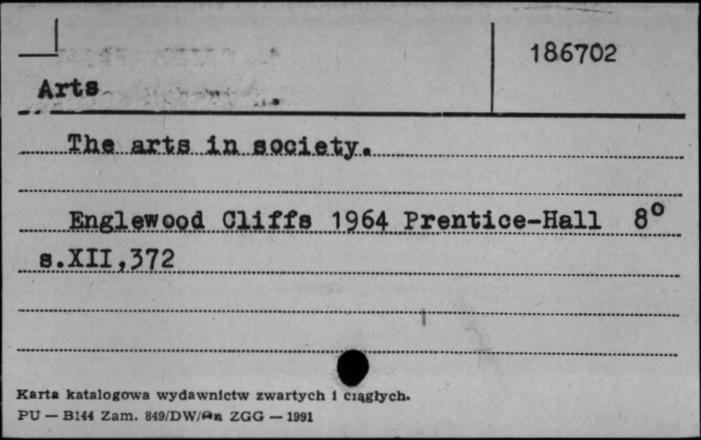 186702
Arts
The arts in society.
Englewood Cliffs 1964 Prentice-Hall 8°
s.XII,372
Karta katalogowa wydawnictw zwartych i ciągłych.
PU — B144 Zam. 849/DW/ ZGG — 1991